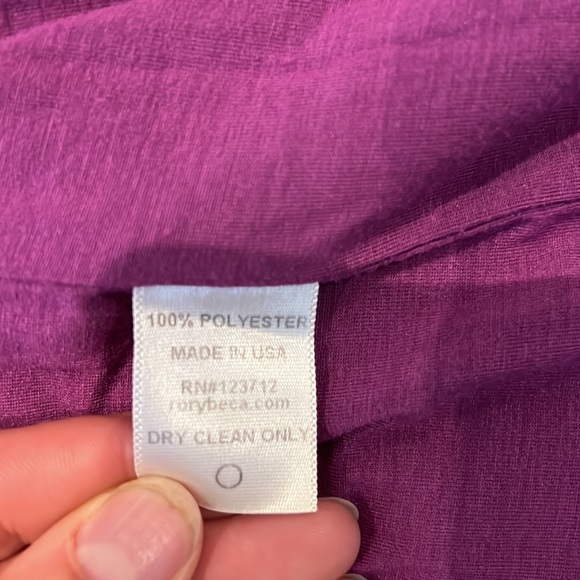 100% POLYESTER
MADE IN USA
RN#123712
rorybeca.com
DRY CLEAN ONLY